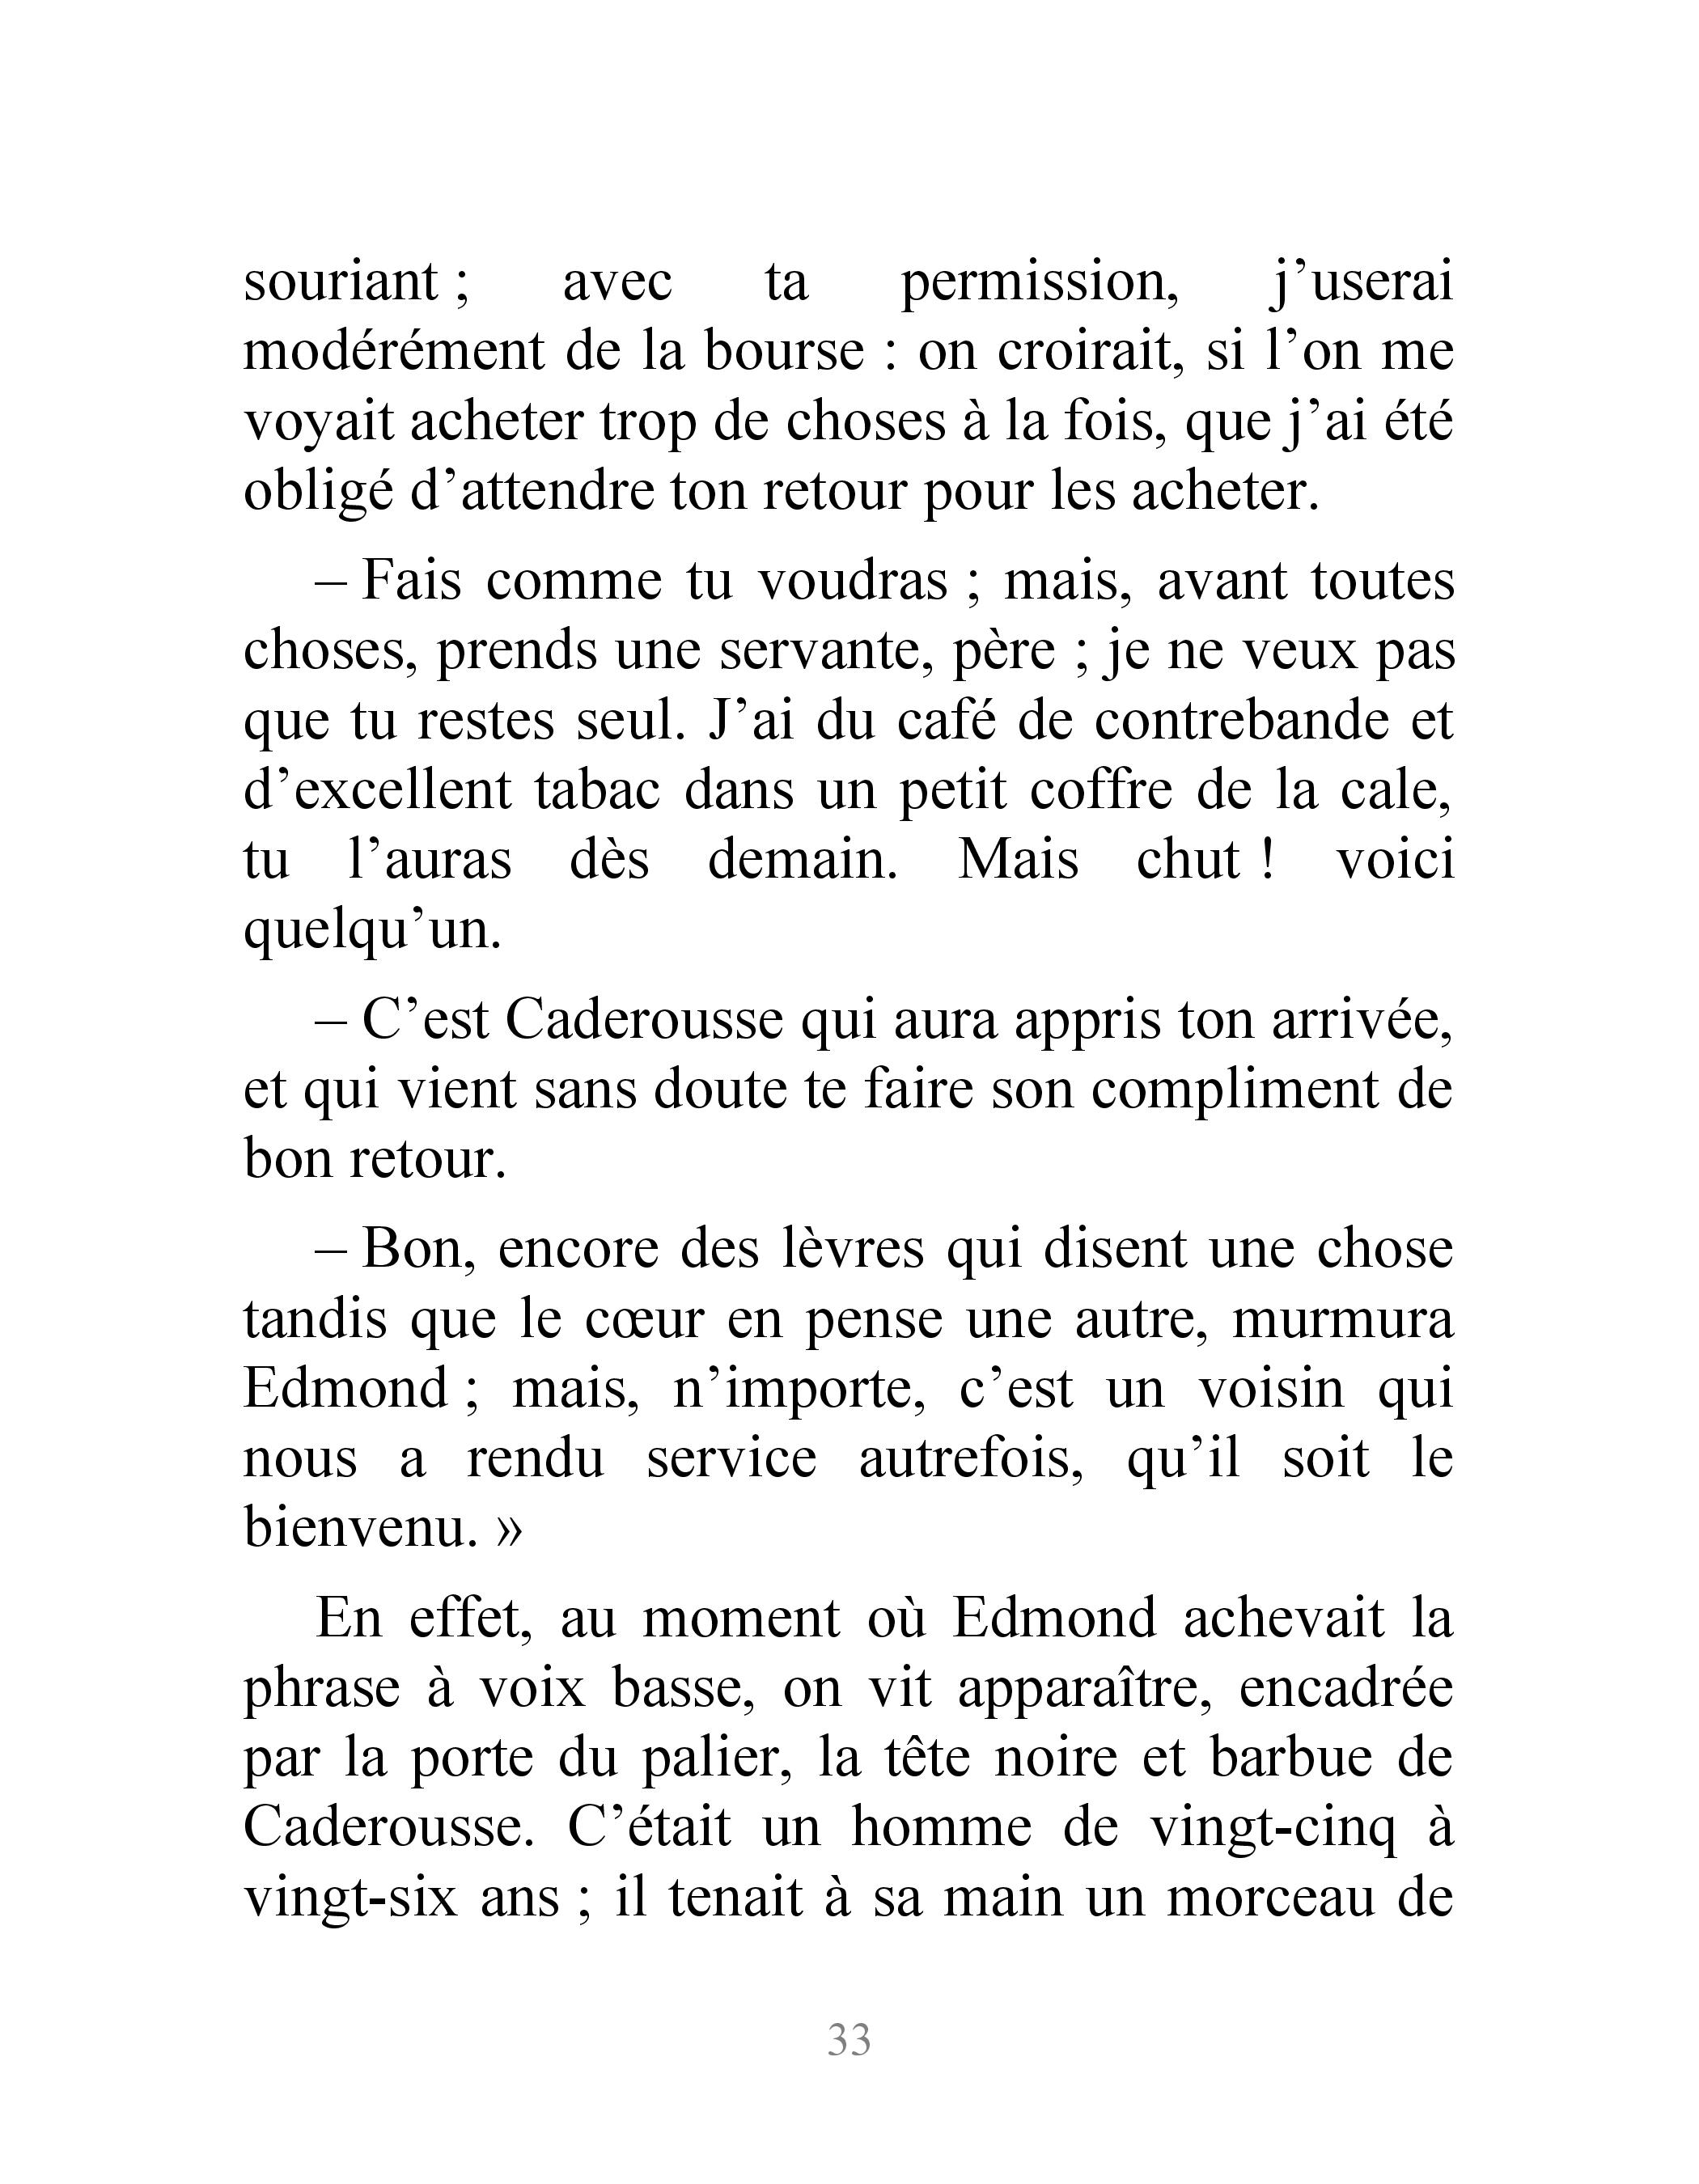 souriant ; avec ta permission, j’userai
modérément de la bourse : on croirait, si l’on me
voyait acheter trop de choses à la fois, que j’ai été
obligé d’attendre ton retour pour les acheter.
– Fais comme tu voudras ; mais, avant toutes
choses, prends une servante, père ; je ne veux pas
que tu restes seul. J’ai du café de contrebande et
d’excellent tabac dans un petit coffre de la cale,
tu l’auras dès demain. Mais chut ! voici
quelqu’un.
– C’est Caderousse qui aura appris ton arrivée,
et qui vient sans doute te faire son compliment de
bon retour.
– Bon, encore des lèvres qui disent une chose
tandis que le cœur en pense une autre, murmura
Edmond ; mais, n’importe, c’est un voisin qui
nous a rendu service autrefois, qu’il soit le
bienvenu. »
En effet, au moment où Edmond achevait la
phrase à voix basse, on vit apparaître, encadrée
par la porte du palier, la tête noire et barbue de
Caderousse. C’était un homme de vingt-cinq à
vingt-six ans ; il tenait à sa main un morceau de
33